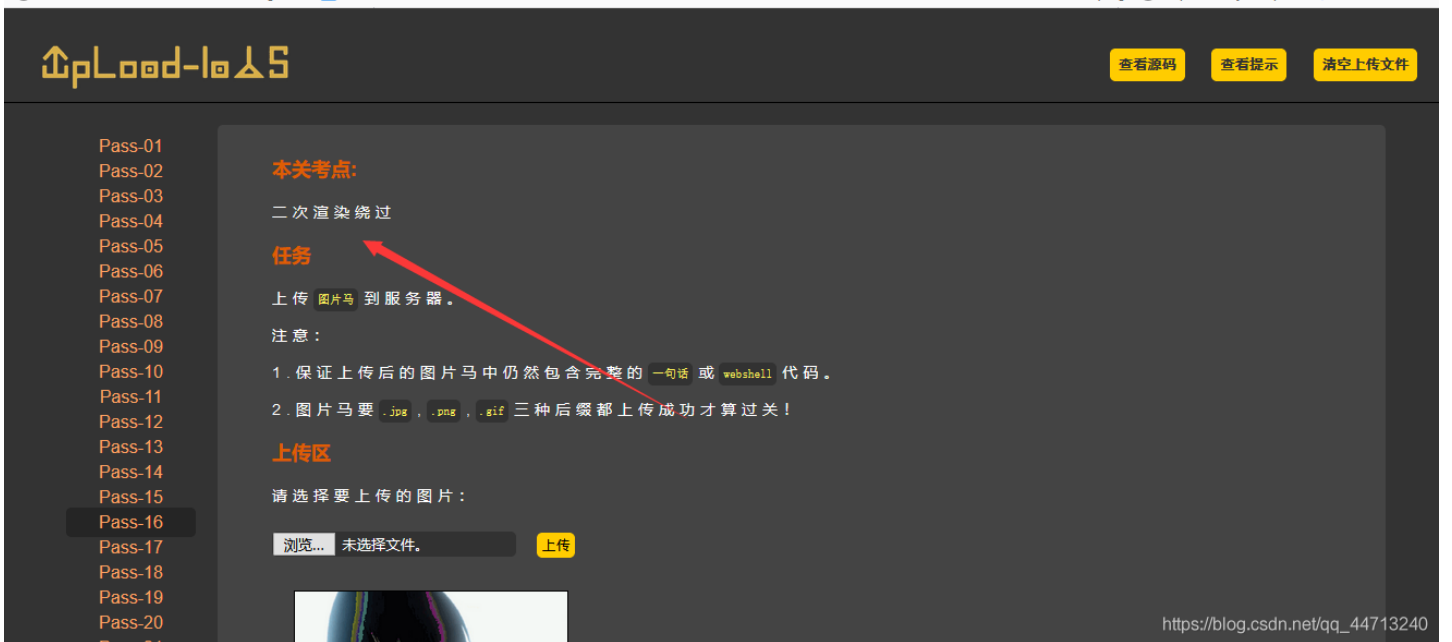 UpLoad-labS
查看源码 查看提示 清空上传文件
Pass-01
Pass-02
Pass-03
Pass-04
Pass-05
Pass-06
Pass-07
Pass-08
Pass-09
Pass-10
Pass-11
Pass-12
Pass-13
Pass-14
Pass-15
Pass-16
Pass-17
Pass-18
Pass-19
Pass-20
本关考点:
二次渲染绕过
任务
上传 图片马 到服务器。
注意：
1.保证上传后的图片马中仍然包含完整的 一句话 或 webshell 代码。
2.图片马要 .jpg , .png , .gif 三种后缀都上传成功才算过关!
上传区
请选择要上传的图片：
浏览... 未选择文件。 上传
https://blog.csdn.net/qq_44713240